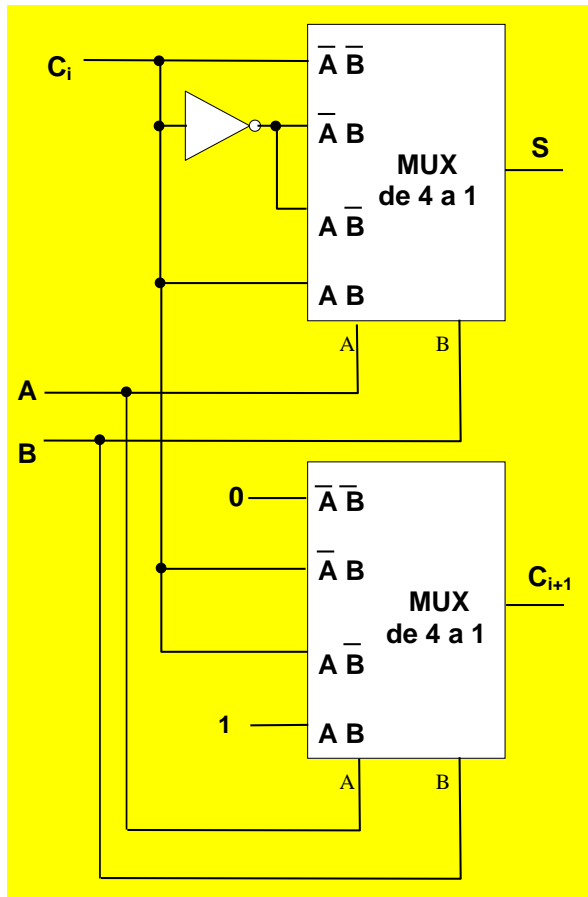 Cᵢ
A̅ B̅
A̅ B
MUX
de 4 a 1
S
A B̅
A B
A
B
A
B
0
A̅ B̅
A̅ B
MUX
de 4 a 1
Cᵢ₊₁
A B̅
1
A B
A
B